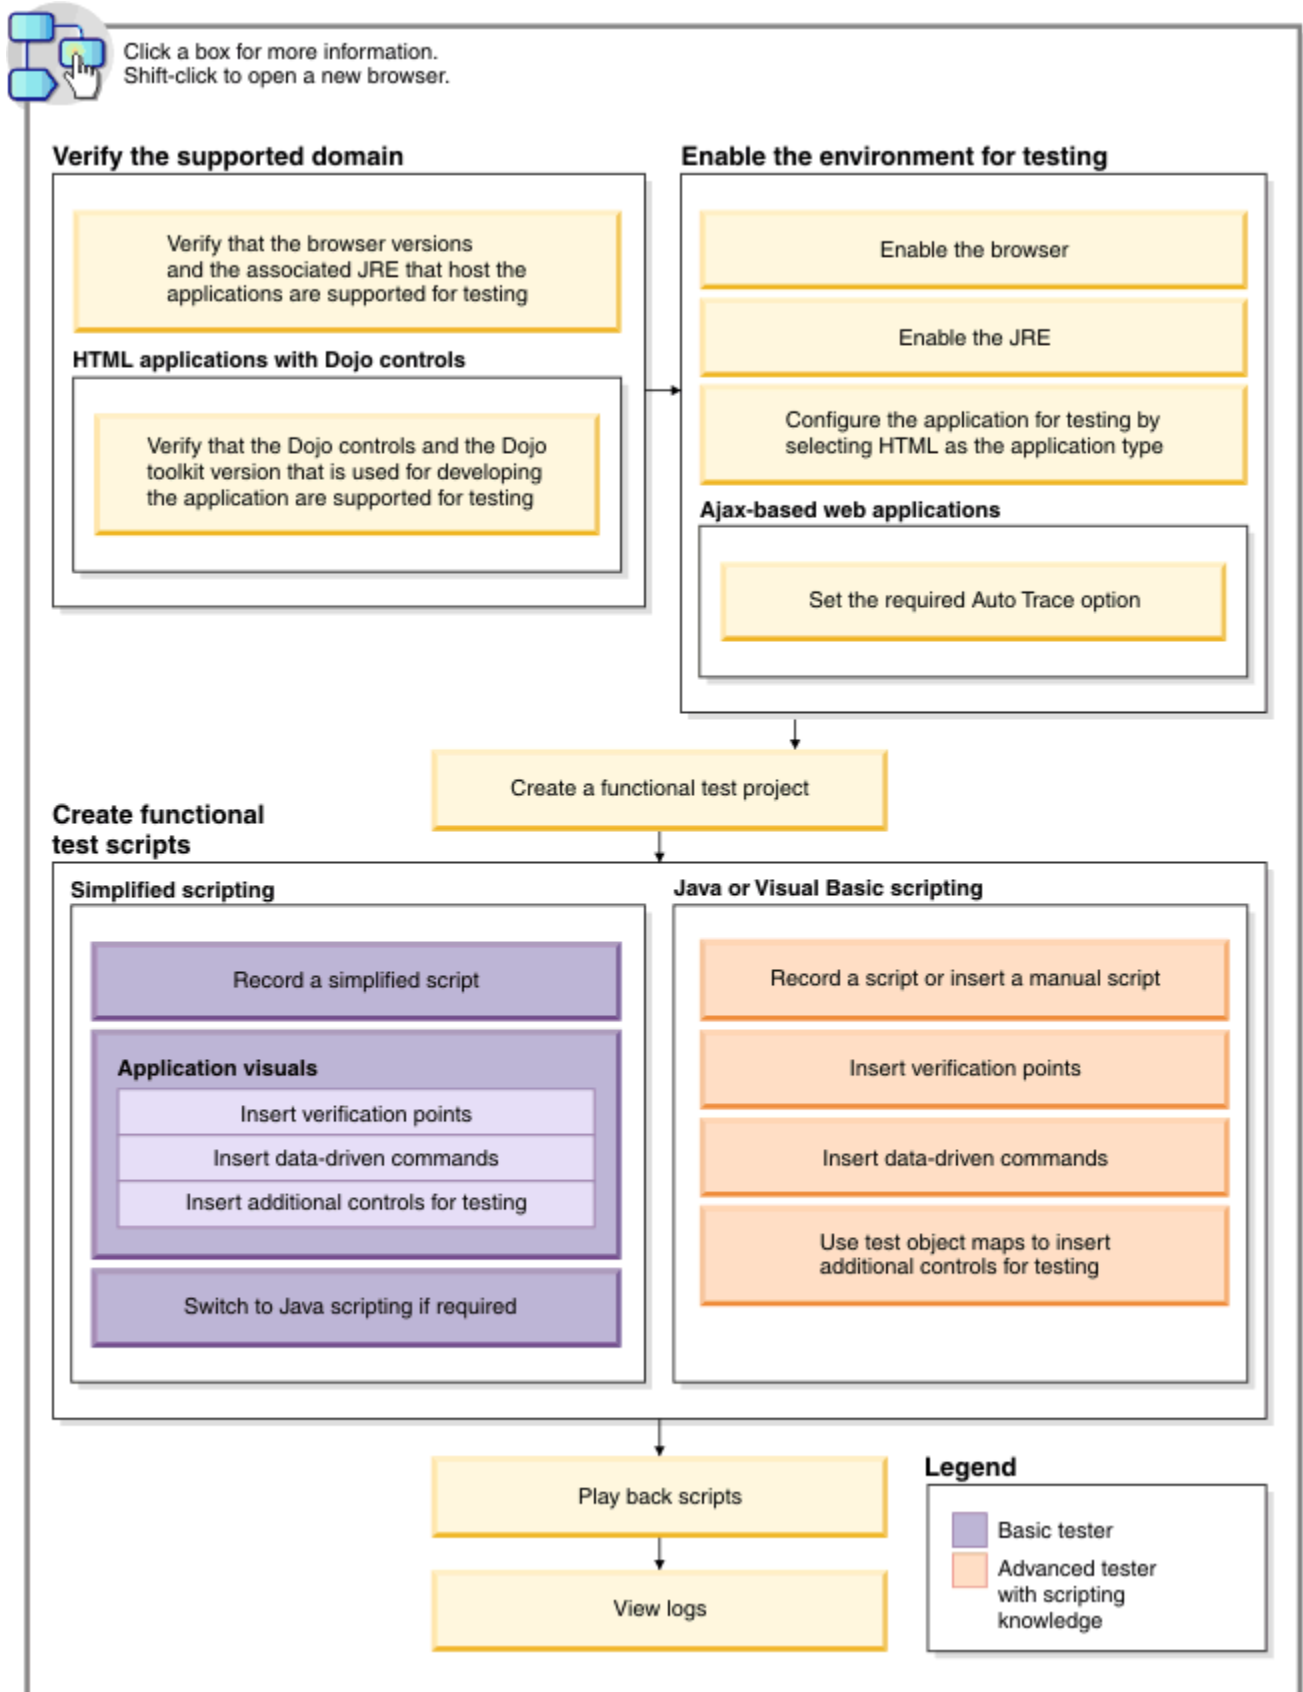 Click a box for more information.
Shift-click to open a new browser.
Verify the supported domain
Verify that the browser versions
and the associated JRE that host the
applications are supported for testing
HTML applications with Dojo controls
Verify that the Dojo controls and the Dojo
toolkit version that is used for developing
the application are supported for testing
Enable the environment for testing
Enable the browser
Enable the JRE
Configure the application for testing by
selecting HTML as the application type
Ajax-based web applications
Set the required Auto Trace option
Create a functional test project
Create functional
test scripts
Simplified scripting
Record a simplified script
Application visuals
Insert verification points
Insert data-driven commands
Insert additional controls for testing
Switch to Java scripting if required
Java or Visual Basic scripting
Record a script or insert a manual script
Insert verification points
Insert data-driven commands
Use test object maps to insert
additional controls for testing
Play back scripts
View logs
Legend
Basic tester
Advanced tester
with scripting
knowledge